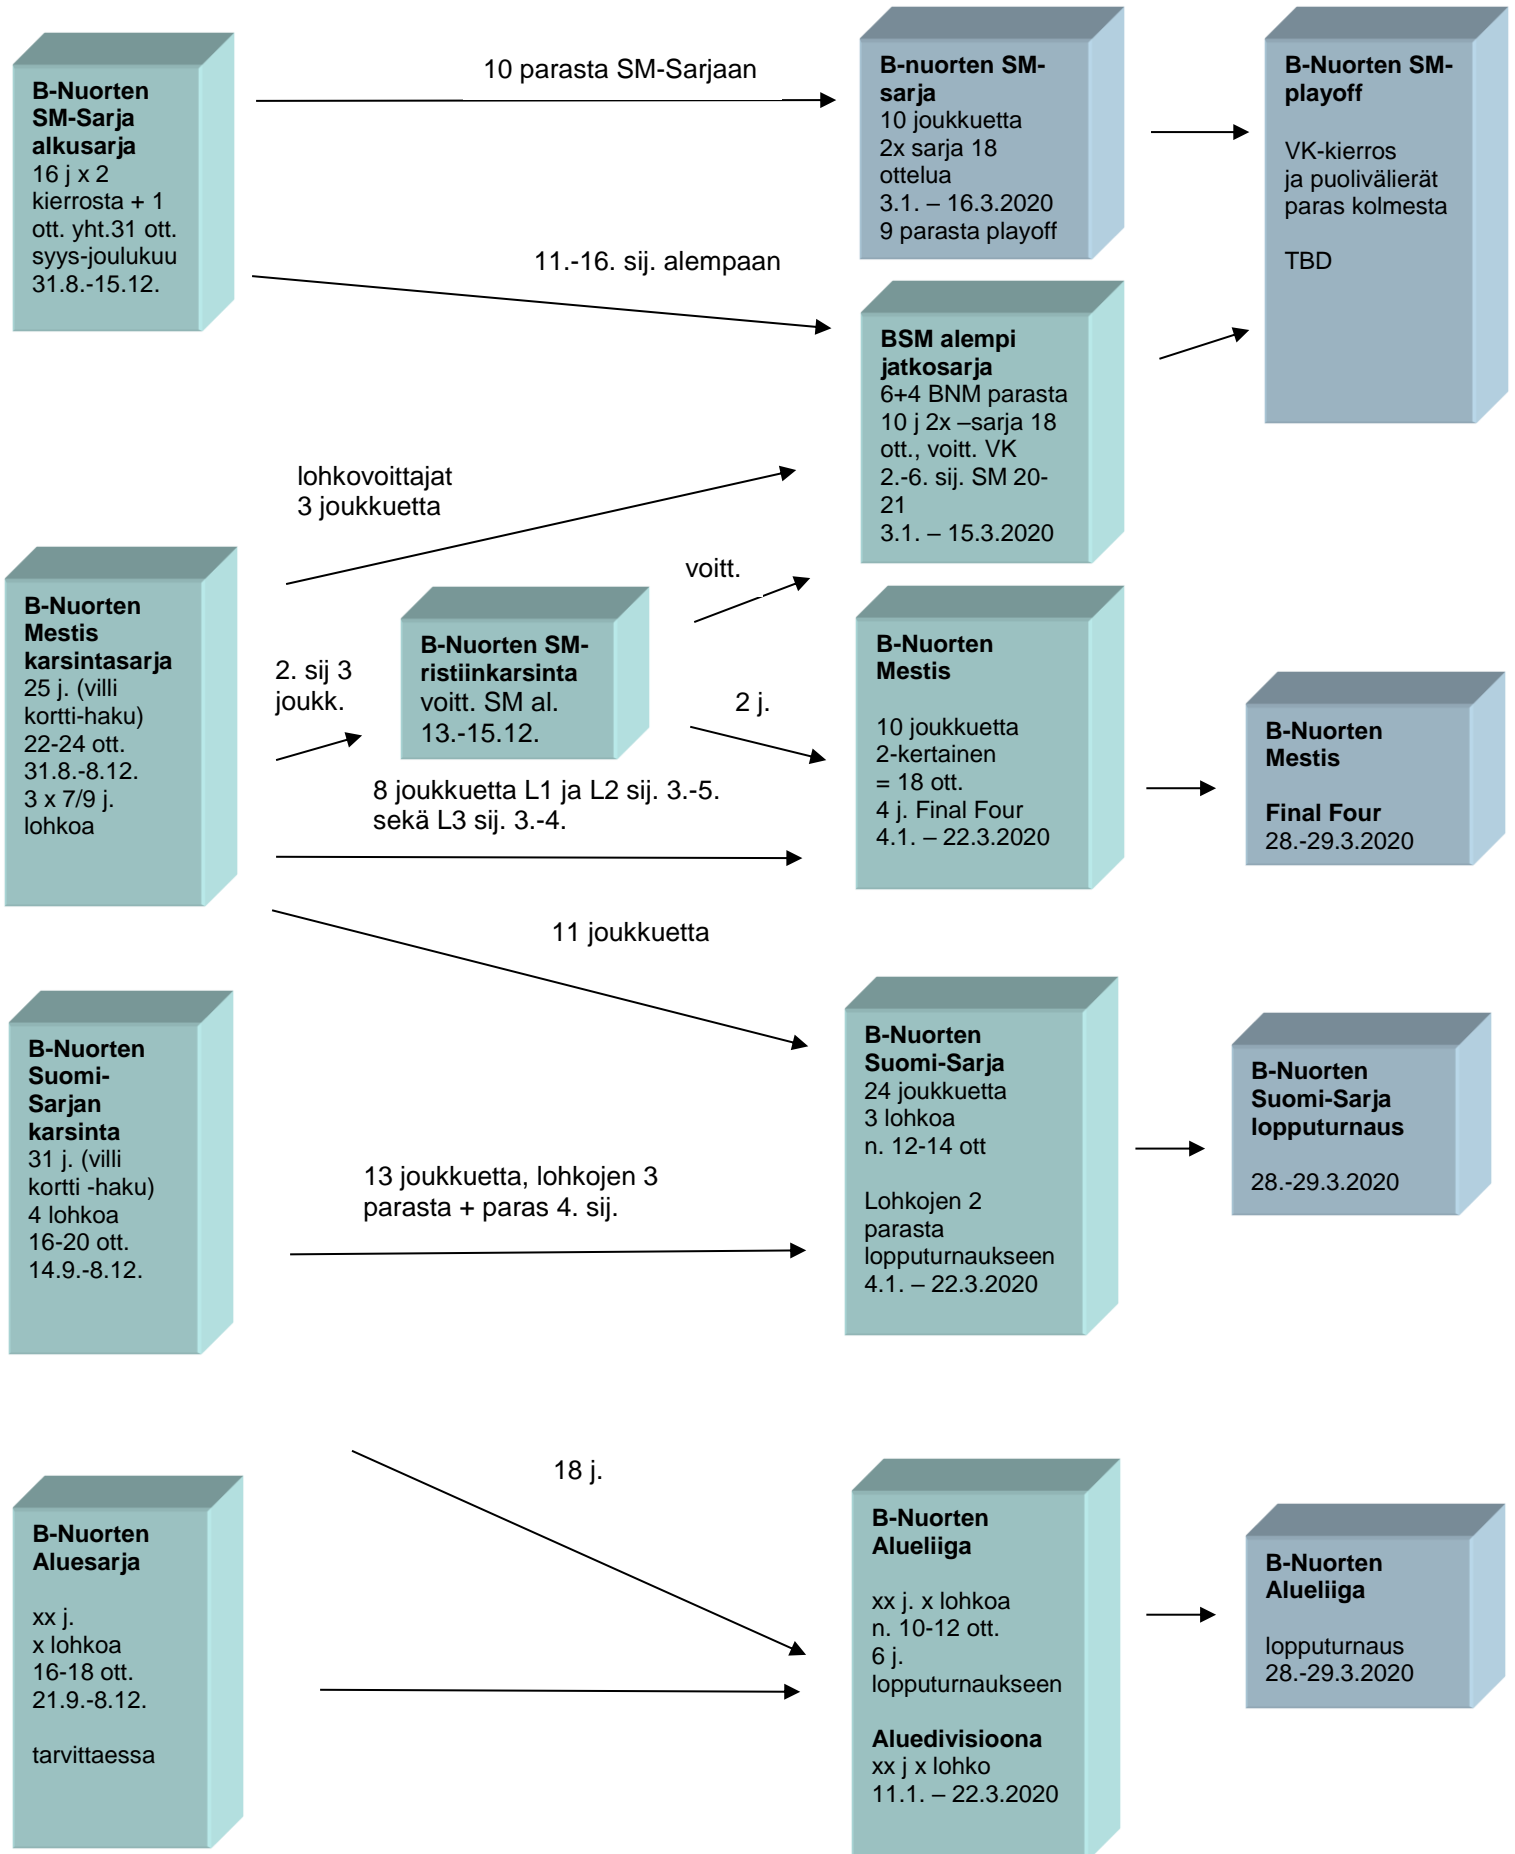 B-Nuorten
SM-Sarja
alkusarja
16 j x 2
kierrosta + 1
ott. yht.31 ott.
syys-joulukuu
31.8.-15.12.
10 parasta SM-Sarjaan
11.-16. sij. alempaan
B-nuorten SM-
sarja
10 joukkuetta
2x sarja 18
ottelua
3.1. – 16.3.2020
9 parasta playoff
B-Nuorten SM-
playoff
VK-kierros
ja puolivälierät
paras kolmesta
TBD
BSM alempi
jatkosarja
6+4 BNM parasta
10 j 2x –sarja 18
ott., voitt. VK
2.-6. sij. SM 20-
21
3.1. – 15.3.2020
lohkovoittajat
3 joukkuetta
B-Nuorten
Mestis
karsintasarja
25 j. (villi
kortti-haku)
22-24 ott.
31.8.-8.12.
3 x 7/9 j.
lohkoa
2. sij 3
joukk.
B-Nuorten SM-
ristiinkarsinta
voitt. SM al.
13.-15.12.
voitt.
2 j.
8 joukkuetta L1 ja L2 sij. 3.-5.
sekä L3 sij. 3.-4.
B-Nuorten
Mestis
10 joukkuetta
2-kertainen
= 18 ott.
4 j. Final Four
4.1. – 22.3.2020
B-Nuorten
Mestis
Final Four
28.-29.3.2020
11 joukkuetta
B-Nuorten
Suomi-
Sarjan
karsinta
31 j. (villi
kortti -haku)
4 lohkoa
16-20 ott.
14.9.-8.12.
13 joukkuetta, lohkojen 3
parasta + paras 4. sij.
B-Nuorten
Suomi-Sarja
24 joukkuetta
3 lohkoa
n. 12-14 ott
Lohkojen 2
parasta
lopputurnaukseen
4.1. – 22.3.2020
B-Nuorten
Suomi-Sarja
lopputurnaus
28.-29.3.2020
18 j.
B-Nuorten
Aluesarja
xx j.
x lohkoa
16-18 ott.
21.9.-8.12.
tarvittaessa
B-Nuorten
Alueliiga
xx j. x lohkoa
n. 10-12 ott.
6 j.
lopputurnaukseen
Aluedivisioona
xx j x lohko
11.1. – 22.3.2020
B-Nuorten
Alueliiga
lopputurnaus
28.-29.3.2020